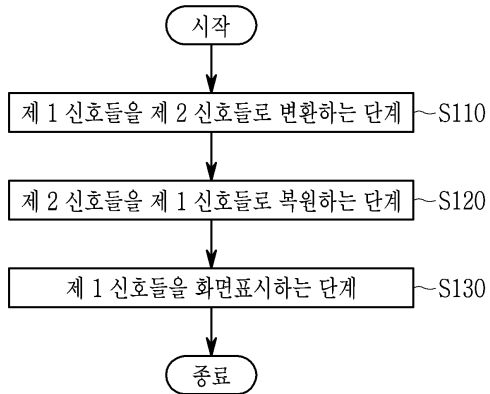 시작
제 1 신호들을 제 2 신호들로 변환하는 단계 ~S110
제 2 신호들을 제 1 신호들로 복원하는 단계 ~S120
제 1 신호들을 화면표시하는 단계 ~S130
종료